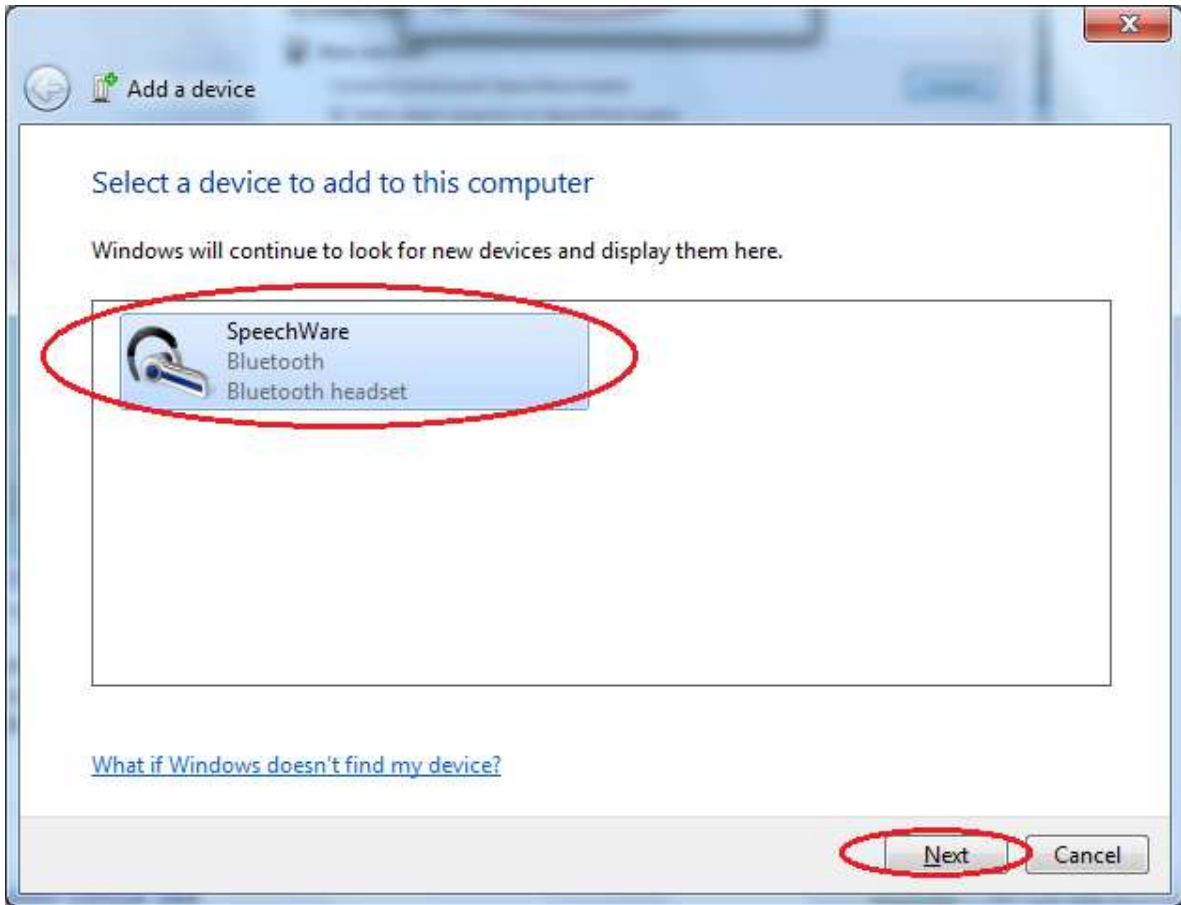 Add a device
Select a device to add to this computer
Windows will continue to look for new devices and display them here.
SpeechWare
Bluetooth
Bluetooth headset
What if Windows doesn't find my device?
Next
Cancel